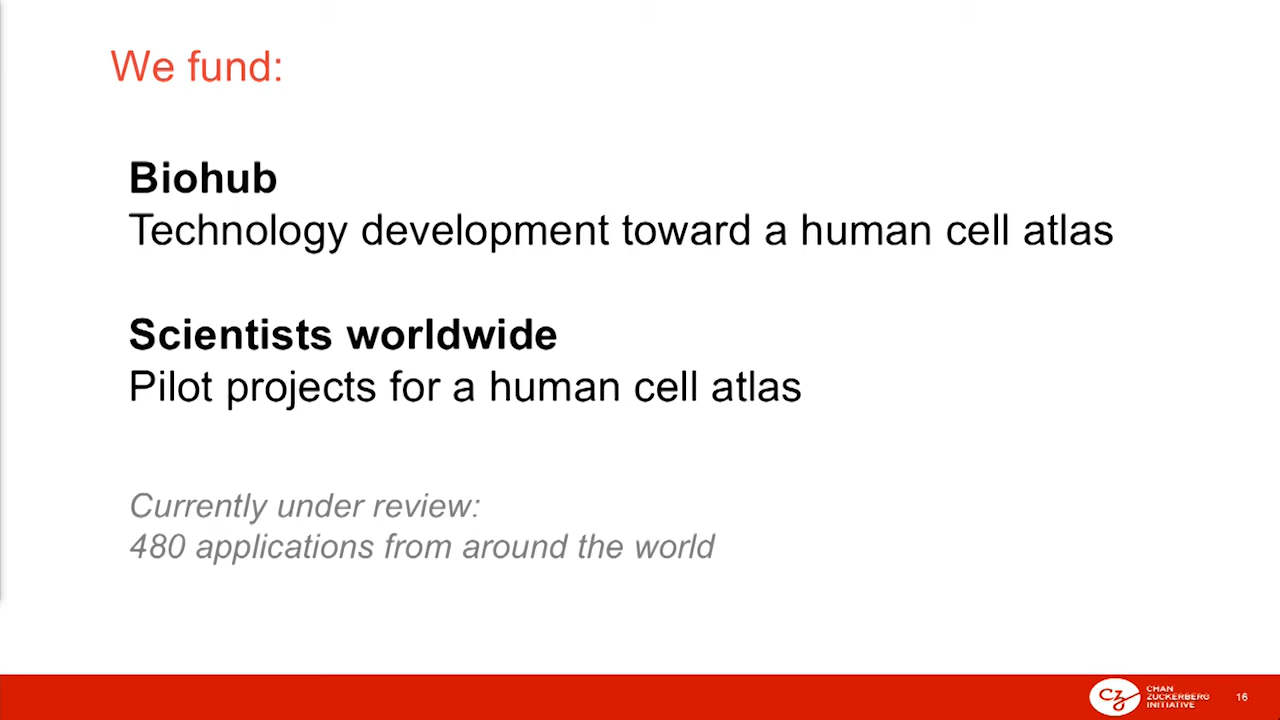 We fund:
Biohub
Technology development toward a human cell atlas
Scientists worldwide
Pilot projects for a human cell atlas
Currently under review:
480 applications from around the world
CZ
CHAN
ZUCKERBERG
INITIATIVE
16